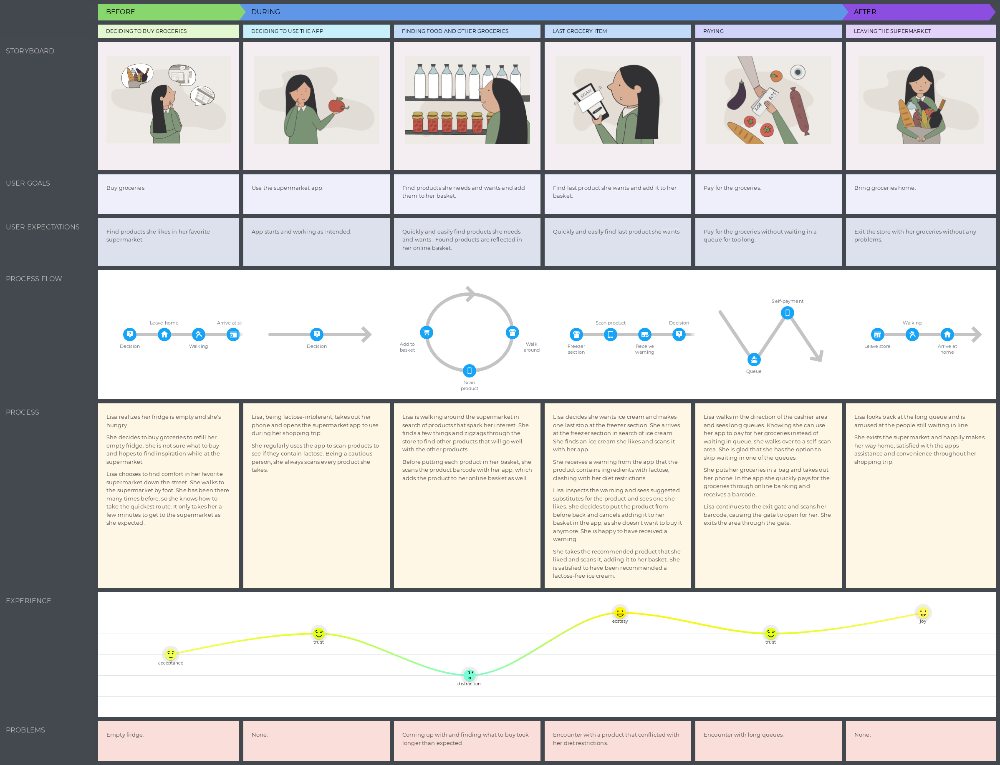 BEFORE
DURING
AFTER
DECIDING TO BUY GROCERIES
DECIDING TO USE THE APP
FINDING FOOD AND OTHER GROCERIES
LAST GROCERY ITEM
PAYING
LEAVING THE SUPERMARKET
STORYBOARD
SCAN
10$
10$
USER GOALS
Buy groceries.
Use the supermarket app.
Find products she needs and wants and add
them to her basket.
Find last product she wants and add it to her
basket.
Pay for the groceries.
Bring groceries home.
USER EXPECTATIONS
Find products she likes in her favorite
supermarket.
App starts and working as intended.
Quickly and easily find products she needs
and wants . Found products are reflected in
her online basket.
Quickly and easily find last product she wants.
Pay for the groceries without waiting in a
queue for too long.
Exit the store with her groceries without any
problems.
PROCESS FLOW
Decision
Leave home
Walking
Arrive at
Decision
Add to
basket
Scan
product
Walk
around
Freezer
section
Scan product
Receive
warning
Decision
Queue
Self-payment
Leave store
Walking
Arrive at
home
PROCESS
Lisa realizes her fridge is empty and she's
hungry.
She decides to buy groceries to refill her
empty fridge. She is not sure what to buy
and hopes to find inspiration while at the
supermarket.
Lisa chooses to find comfort in her favorite
supermarket down the street. She walks to
the supermarket by foot. She has been there
many times before, so she knows how to
take the quickest route. It only takes her a
few minutes to get to the supermarket as
she expected.
Lisa, being lactose-intolerant, takes out her
phone and opens the supermarket app to use
during her shopping trip.
She regularly uses the app to scan products to
see if they contain lactose. Being a cautious
person, she always scans every product she
takes.
Lisa is walking around the supermarket in
search of products that spark her interest. She
finds a few things and zigzags through the
store to find other products that will go well
with the other products.
Before putting each product in her basket, she
scans the product barcode with her app, which
adds the product to her online basket as well.
Lisa decides she wants ice cream and makes
one last stop at the freezer section. She arrives
at the freezer section in search of ice cream.
She finds an ice cream she likes and scans it
with her app.
She receives a warning from the app that the
product contains ingredients with lactose,
clashing with her diet restrictions.
Lisa inspects the warning and sees suggested
substitutes for the product and sees one she
likes. She decides to put the product from
before back and cancels adding it to her
basket in the app, as she doesn't want to buy it
anymore. She is happy to have received a
warning.
She takes the recommended product that she
liked and scans it, adding it to her basket. She
is satisfied to have been recommended a
lactose-free ice cream.
Lisa walks in the direction of the cashier area
and sees long queues. Knowing she can use
her app to pay for her groceries instead of
waiting in queue, she walks over to a self-scan
area. She is glad that she has the option to
skip waiting in one of the queues.
She puts her groceries in a bag and takes out
her phone. In the app she quickly pays for the
groceries through online banking and
receives a barcode.
Lisa continues to the exit gate and scans her
barcode, causing the gate to open for her. She
exits the area through the gate.
Lisa looks back at the long queue and is
amused at the people still waiting in line.
She exists the supermarket and happily makes
her way home, satisfied with the apps
assistance and convenience throughout her
shopping trip.
EXPERIENCE
acceptance
trust
distraction
ecstasy
trust
joy
PROBLEMS
Empty fridge.
None.
Coming up with and finding what to buy took
longer than expected.
Encounter with a product that conflicted with
her diet restrictions.
Encounter with long queues.
None.